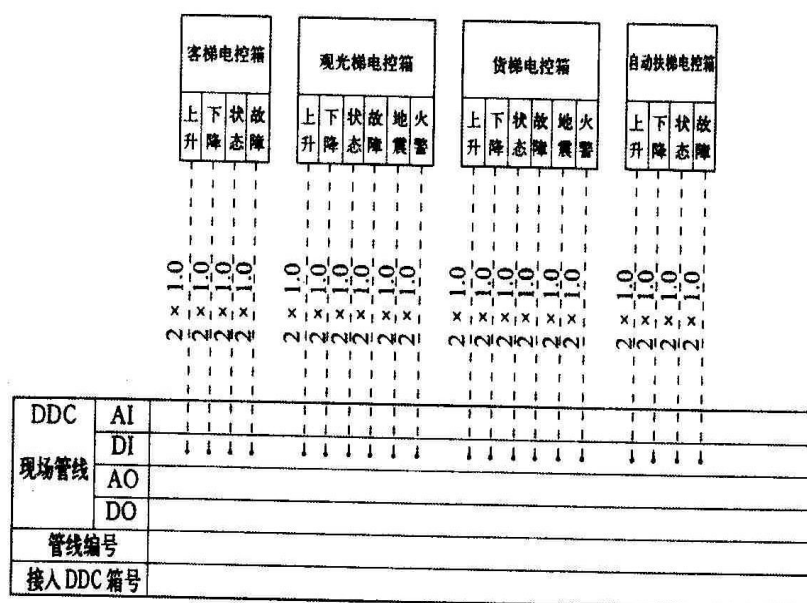 客梯电控箱
上升 下降 状态 故障
观光梯电控箱
上升 下降 状态 故障 地震 火警
货梯电控箱
上升 下降 状态 故障 地震 火警
自动扶梯电控箱
上升 下降 状态 故障
2×1.0 2×1.0 2×1.0 2×1.0
2×1.0 2×1.0 2×1.0 2×1.0 2×1.0 2×1.0
2×1.0 2×1.0 2×1.0 2×1.0 2×1.0 2×1.0
2×1.0 2×1.0 2×1.0 2×1.0
DDC
现场管线
AI
DI
AO
DO
管线编号
接入DDC箱号